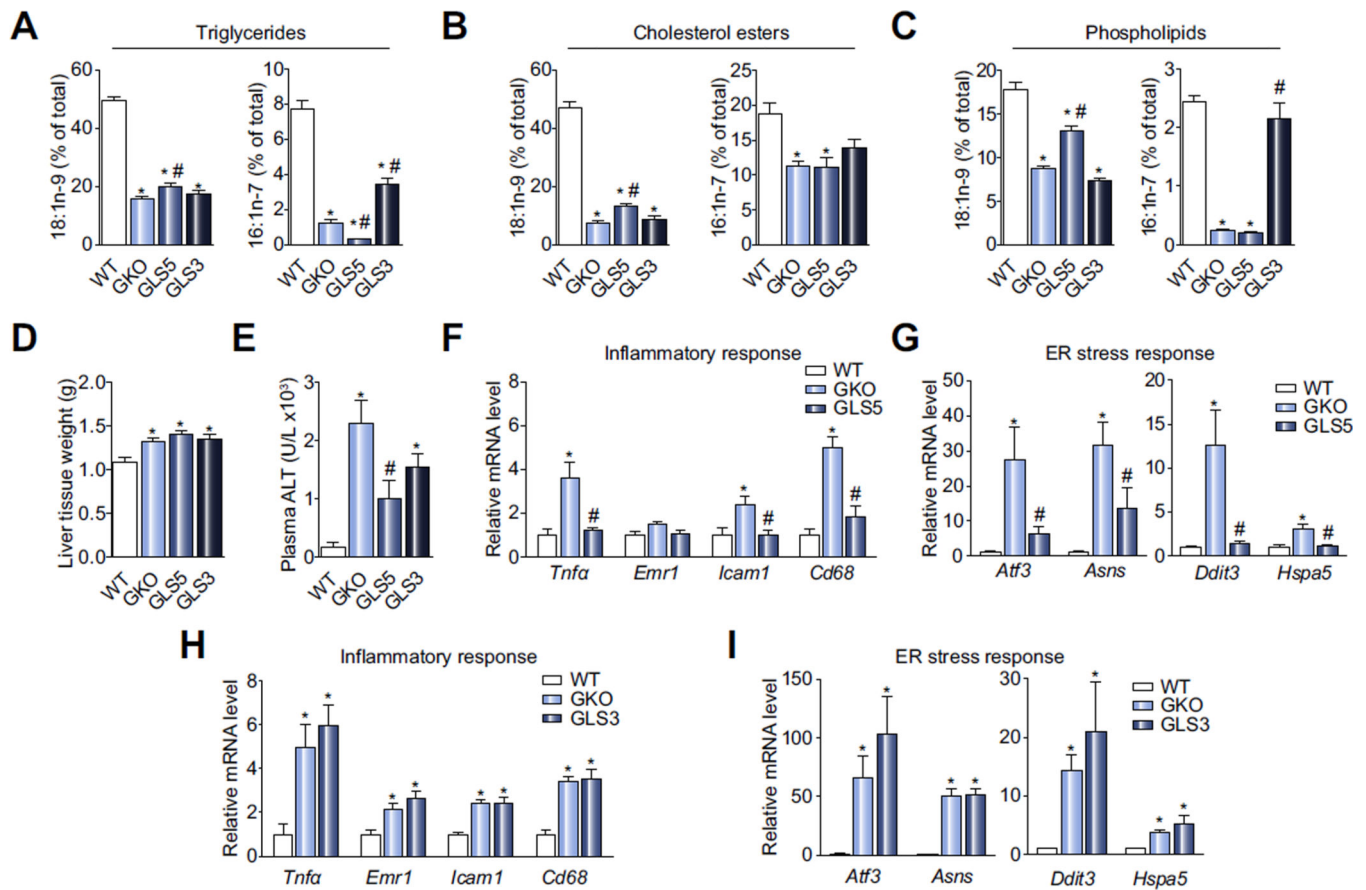 A
Triglycerides
18:1n-9 (% of total)
60
40
20
0
WT
GKO
GLS5
GLS3
*
* #
*
16:1n-7 (% of total)
10
8
6
4
2
0
WT
GKO
GLS5
GLS3
*
*#
* #
B
Cholesterol esters
18:1n-9 (% of total)
60
40
20
0
WT
GKO
GLS5
GLS3
*
* #
*
16:1n-7 (% of total)
25
20
15
10
5
0
WT
GKO
GLS5
GLS3
*
*
C
Phospholipids
18:1n-9 (% of total)
20
15
10
5
0
WT
GKO
GLS5
GLS3
*
* #
*
16:1n-7 (% of total)
3
2
1
0
WT
GKO
GLS5
GLS3
*
*
#
D
Liver tissue weight (g)
2.0
1.5
1.0
1.5
0.0
WT
GKO
GLS5
GLS3
*
*
*
E
Plasma ALT (U/L x10³)
3
2
1
0
WT
GKO
GLS5
GLS3
*
#
*
F
Inflammatory response
WT
GKO
GLS5
Relative mRNA level
8
6
4
2
0
*
#
*
#
*
#
Tnfα
Emr1
Icam1
Cd68
G
ER stress response
WT
GKO
GLS5
Relative mRNA level
50
40
30
20
10
0
*
#
*
#
Atf3
Asns
20
15
10
5
0
*
#
*
#
Ddit3
Hspa5
H
Inflammatory response
WT
GKO
GLS3
Relative mRNA level
8
6
4
2
0
*
*
*
*
*
*
*
*
Tnfα
Emr1
Icam1
Cd68
I
ER stress response
WT
GKO
GLS3
Relative mRNA level
150
100
50
0
*
*
*
*
Atf3
Asns
30
20
10
0
*
*
*
*
Ddit3
Hspa5